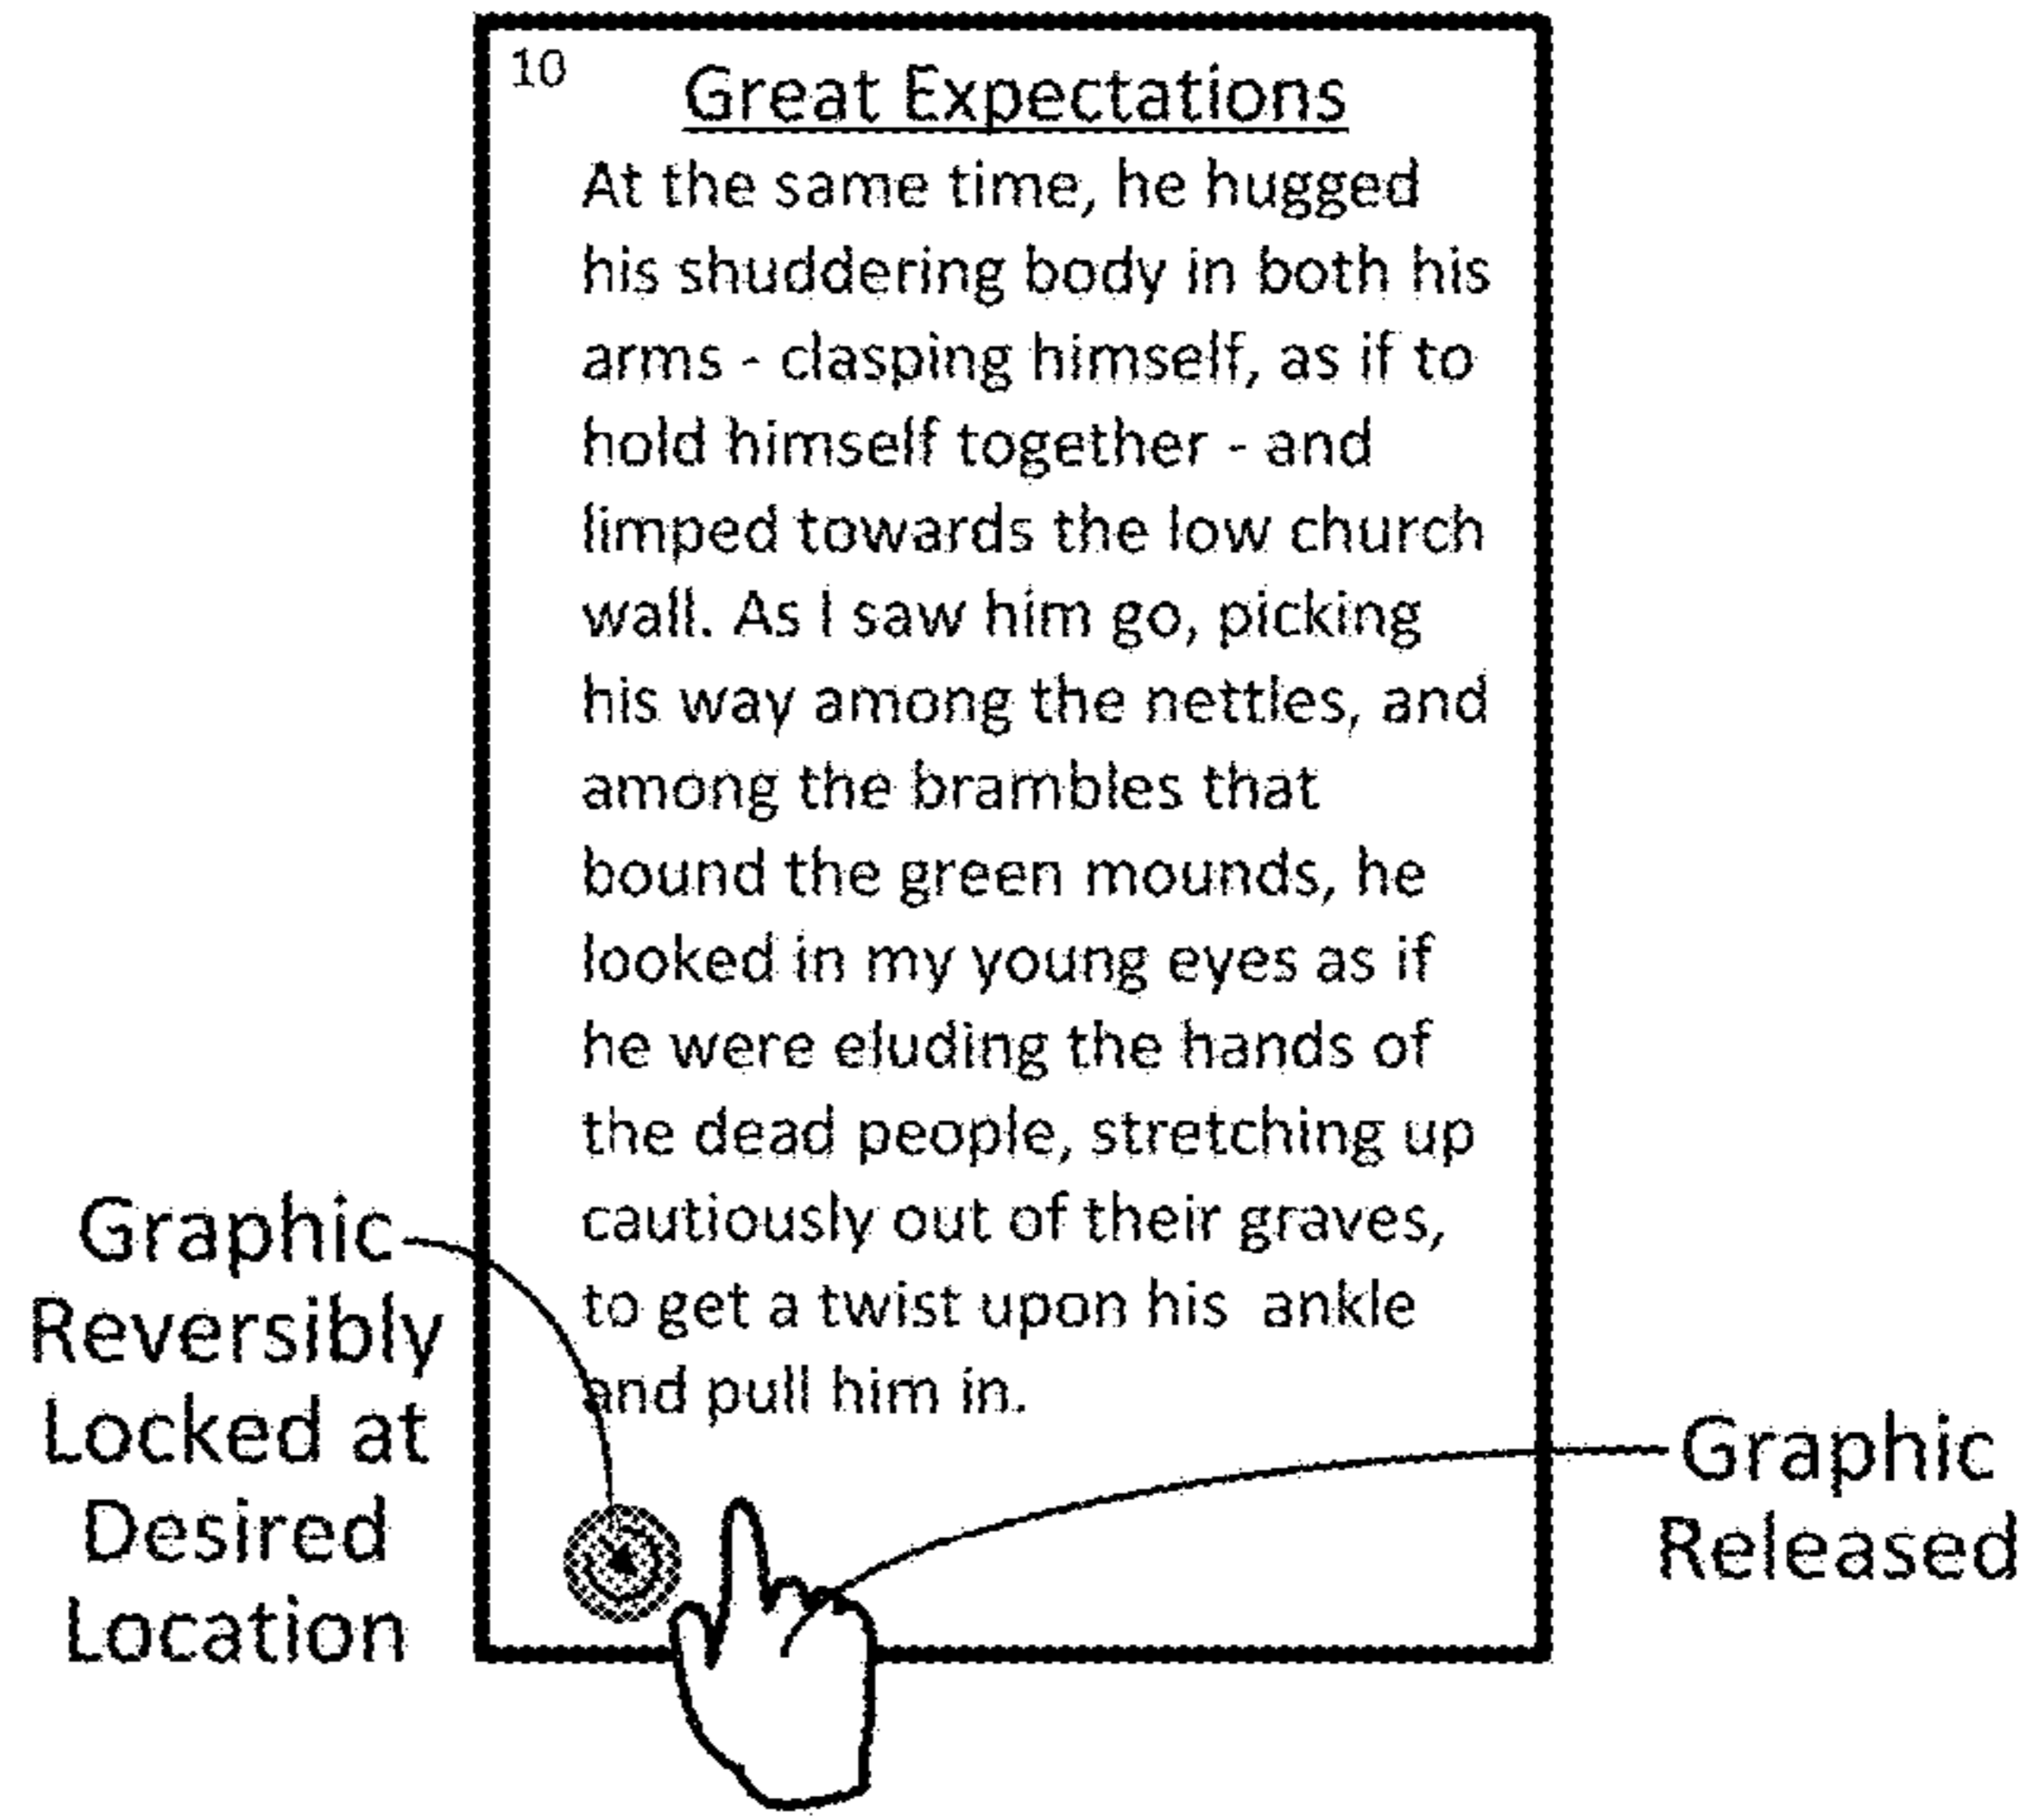 10
Great Expectations
At the same time, he hugged
his shuddering body in both his
arms - clasping himself, as if to
hold himself together - and
limped towards the low church
wall. As I saw him go, picking
his way among the nettles, and
among the brambles that
bound the green mounds, he
looked in my young eyes as if
he were eluding the hands of
the dead people, stretching up
cautiously out of their graves,
to get a twist upon his ankle
and pull him in.
Graphic
Reversibly
Locked at
Desired
Location
Graphic
Released